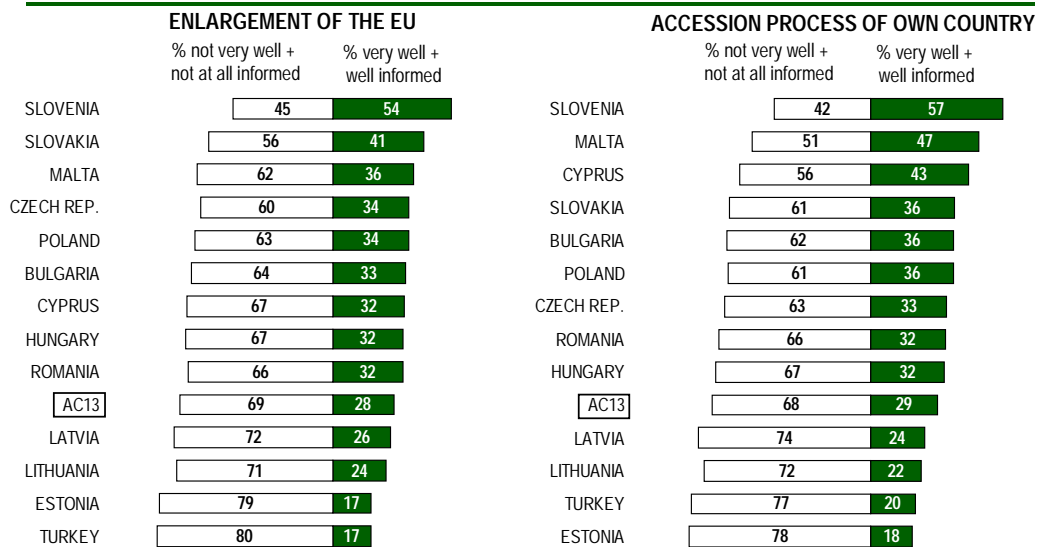 ENLARGEMENT OF THE EU
% not very well + % very well +
not at all informed well informed
SLOVENIA 45 54
SLOVAKIA 56 41
MALTA 62 36
CZECH REP. 60 34
POLAND 63 34
BULGARIA 64 33
CYPRUS 67 32
HUNGARY 67 32
ROMANIA 66 32
AC13 69 28
LATVIA 72 26
LITHUANIA 71 24
ESTONIA 79 17
TURKEY 80 17
ACCESSION PROCESS OF OWN COUNTRY
% not very well + % very well +
not at all informed well informed
SLOVENIA 42 57
MALTA 51 47
CYPRUS 56 43
SLOVAKIA 61 36
BULGARIA 62 36
POLAND 61 36
CZECH REP. 63 33
ROMANIA 66 32
HUNGARY 67 32
AC13 68 29
LATVIA 74 24
LITHUANIA 72 22
TURKEY 77 20
ESTONIA 78 18